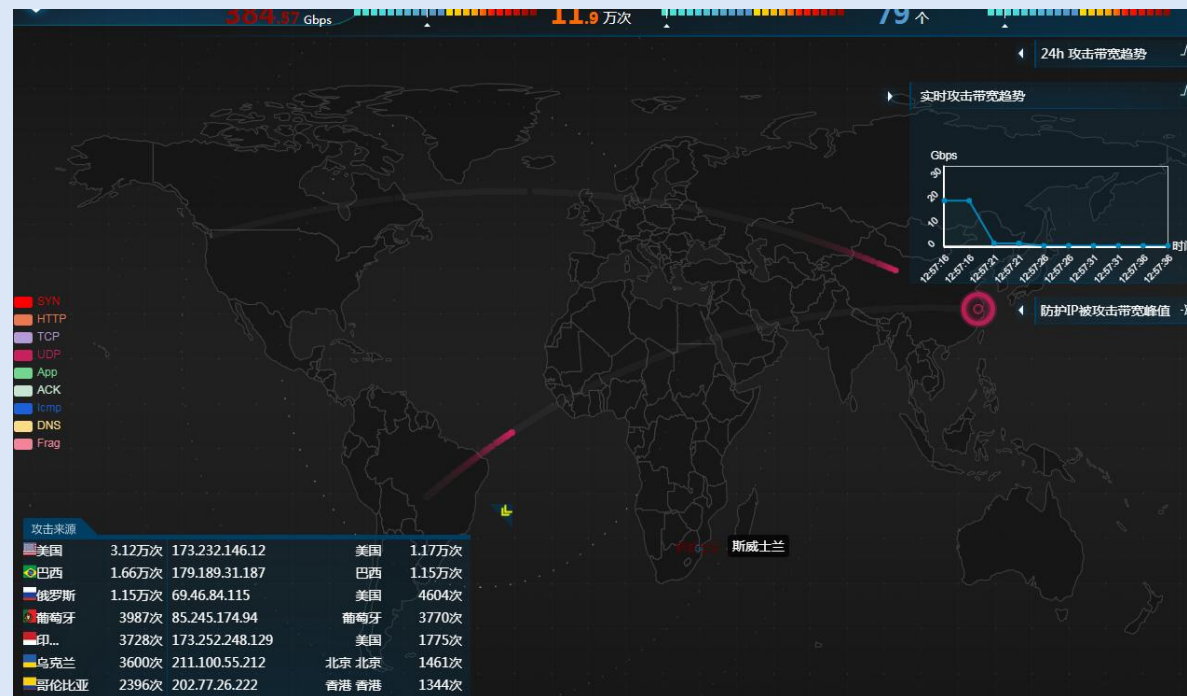 384.57 Gbps 11.9 万次 79 个
24h 攻击带宽趋势
实时攻击带宽趋势
Gbps
30
20
10
0
时间
12:57:16 12:57:16 12:57:21 12:57:21 12:57:26 12:57:26 12:57:31 12:57:31 12:57:36 12:57:36
防护IP被攻击带宽峰值
SYN
HTTP
TCP
UDP
App
ACK
Icmp
DNS
Frag
斯威士兰
攻击来源
美国 3.12万次 173.232.146.12 美国 1.17万次
巴西 1.66万次 179.189.31.187 巴西 1.15万次
俄罗斯 1.15万次 69.46.84.115 美国 4604次
葡萄牙 3987次 85.245.174.94 葡萄牙 3770次
印... 3728次 173.252.248.129 美国 1775次
乌克兰 3600次 211.100.55.212 北京 北京 1461次
哥伦比亚 2396次 202.77.26.222 香港 香港 1344次